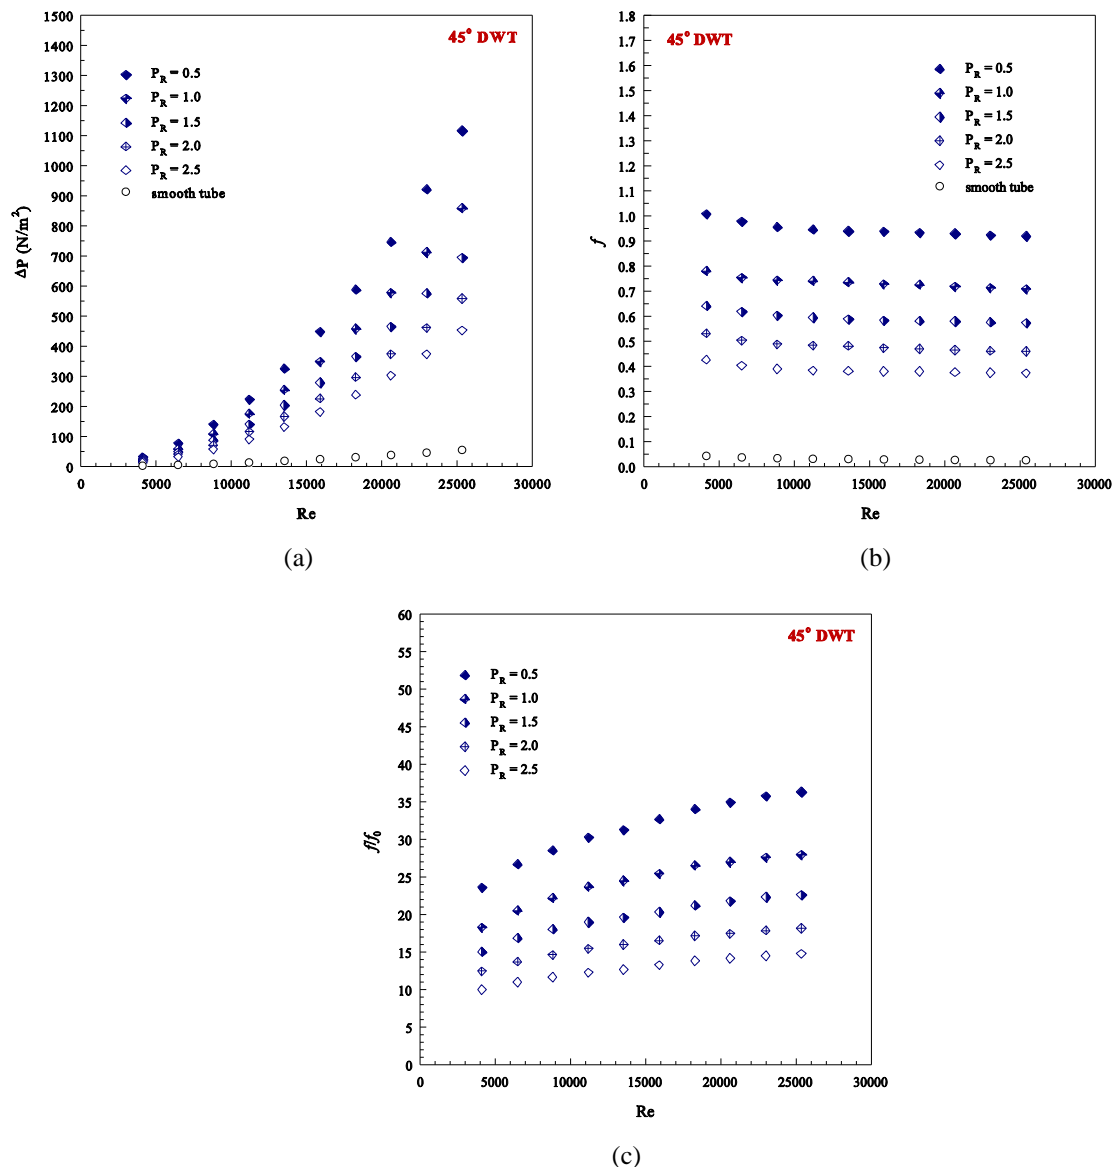 1500
1400
1300
1200
1100
1000
900
800
700
600
500
400
300
200
100
0
ΔP (N/m²)
45° DWT
P_R = 0.5
P_R = 1.0
P_R = 1.5
P_R = 2.0
P_R = 2.5
smooth tube
0 5000 10000 15000 20000 25000 30000
Re
(a)
1.8
1.7
1.6
1.5
1.4
1.3
1.2
1.1
1.0
0.9
0.8
0.7
0.6
0.5
0.4
0.3
0.2
0.1
0.0
f
45° DWT
P_R = 0.5
P_R = 1.0
P_R = 1.5
P_R = 2.0
P_R = 2.5
smooth tube
0 5000 10000 15000 20000 25000 30000
Re
(b)
60
55
50
45
40
35
30
25
20
15
10
5
0
f/f₀
45° DWT
P_R = 0.5
P_R = 1.0
P_R = 1.5
P_R = 2.0
P_R = 2.5
0 5000 10000 15000 20000 25000 30000
Re
(c)